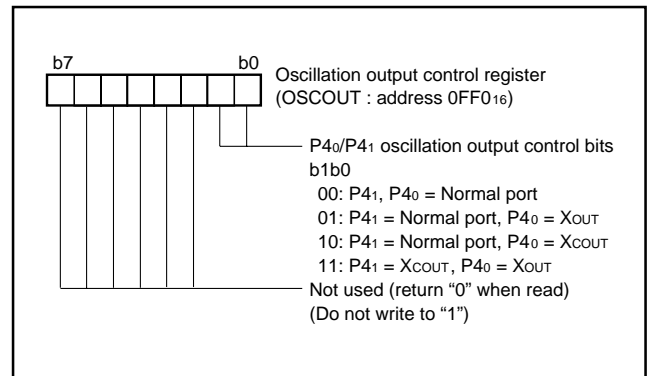 b7 b0
Oscillation output control register
(OSCOUT : address 0FF016)
P40/P41 oscillation output control bits
b1b0
00: P41, P40 = Normal port
01: P41 = Normal port, P40 = XOUT
10: P41 = Normal port, P40 = XCOUT
11: P41 = XCOUT, P40 = XOUT
Not used (return “0” when read)
(Do not write to “1”)